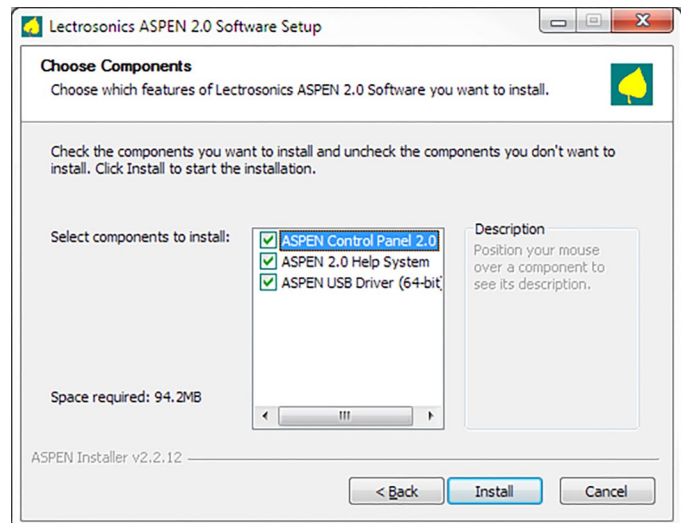 Lectrosonics ASPEN 2.0 Software Setup
Choose Components
Choose which features of Lectrosonics ASPEN 2.0 Software you want to install.
Check the components you want to install and uncheck the components you don't want to
install. Click Install to start the installation.
Select components to install:
ASPEN Control Panel 2.0
ASPEN 2.0 Help System
ASPEN USB Driver (64-bit
Description
Position your mouse
over a component to
see its description.
Space required: 94.2MB
ASPEN Installer v2.2.12
< Back
Install
Cancel